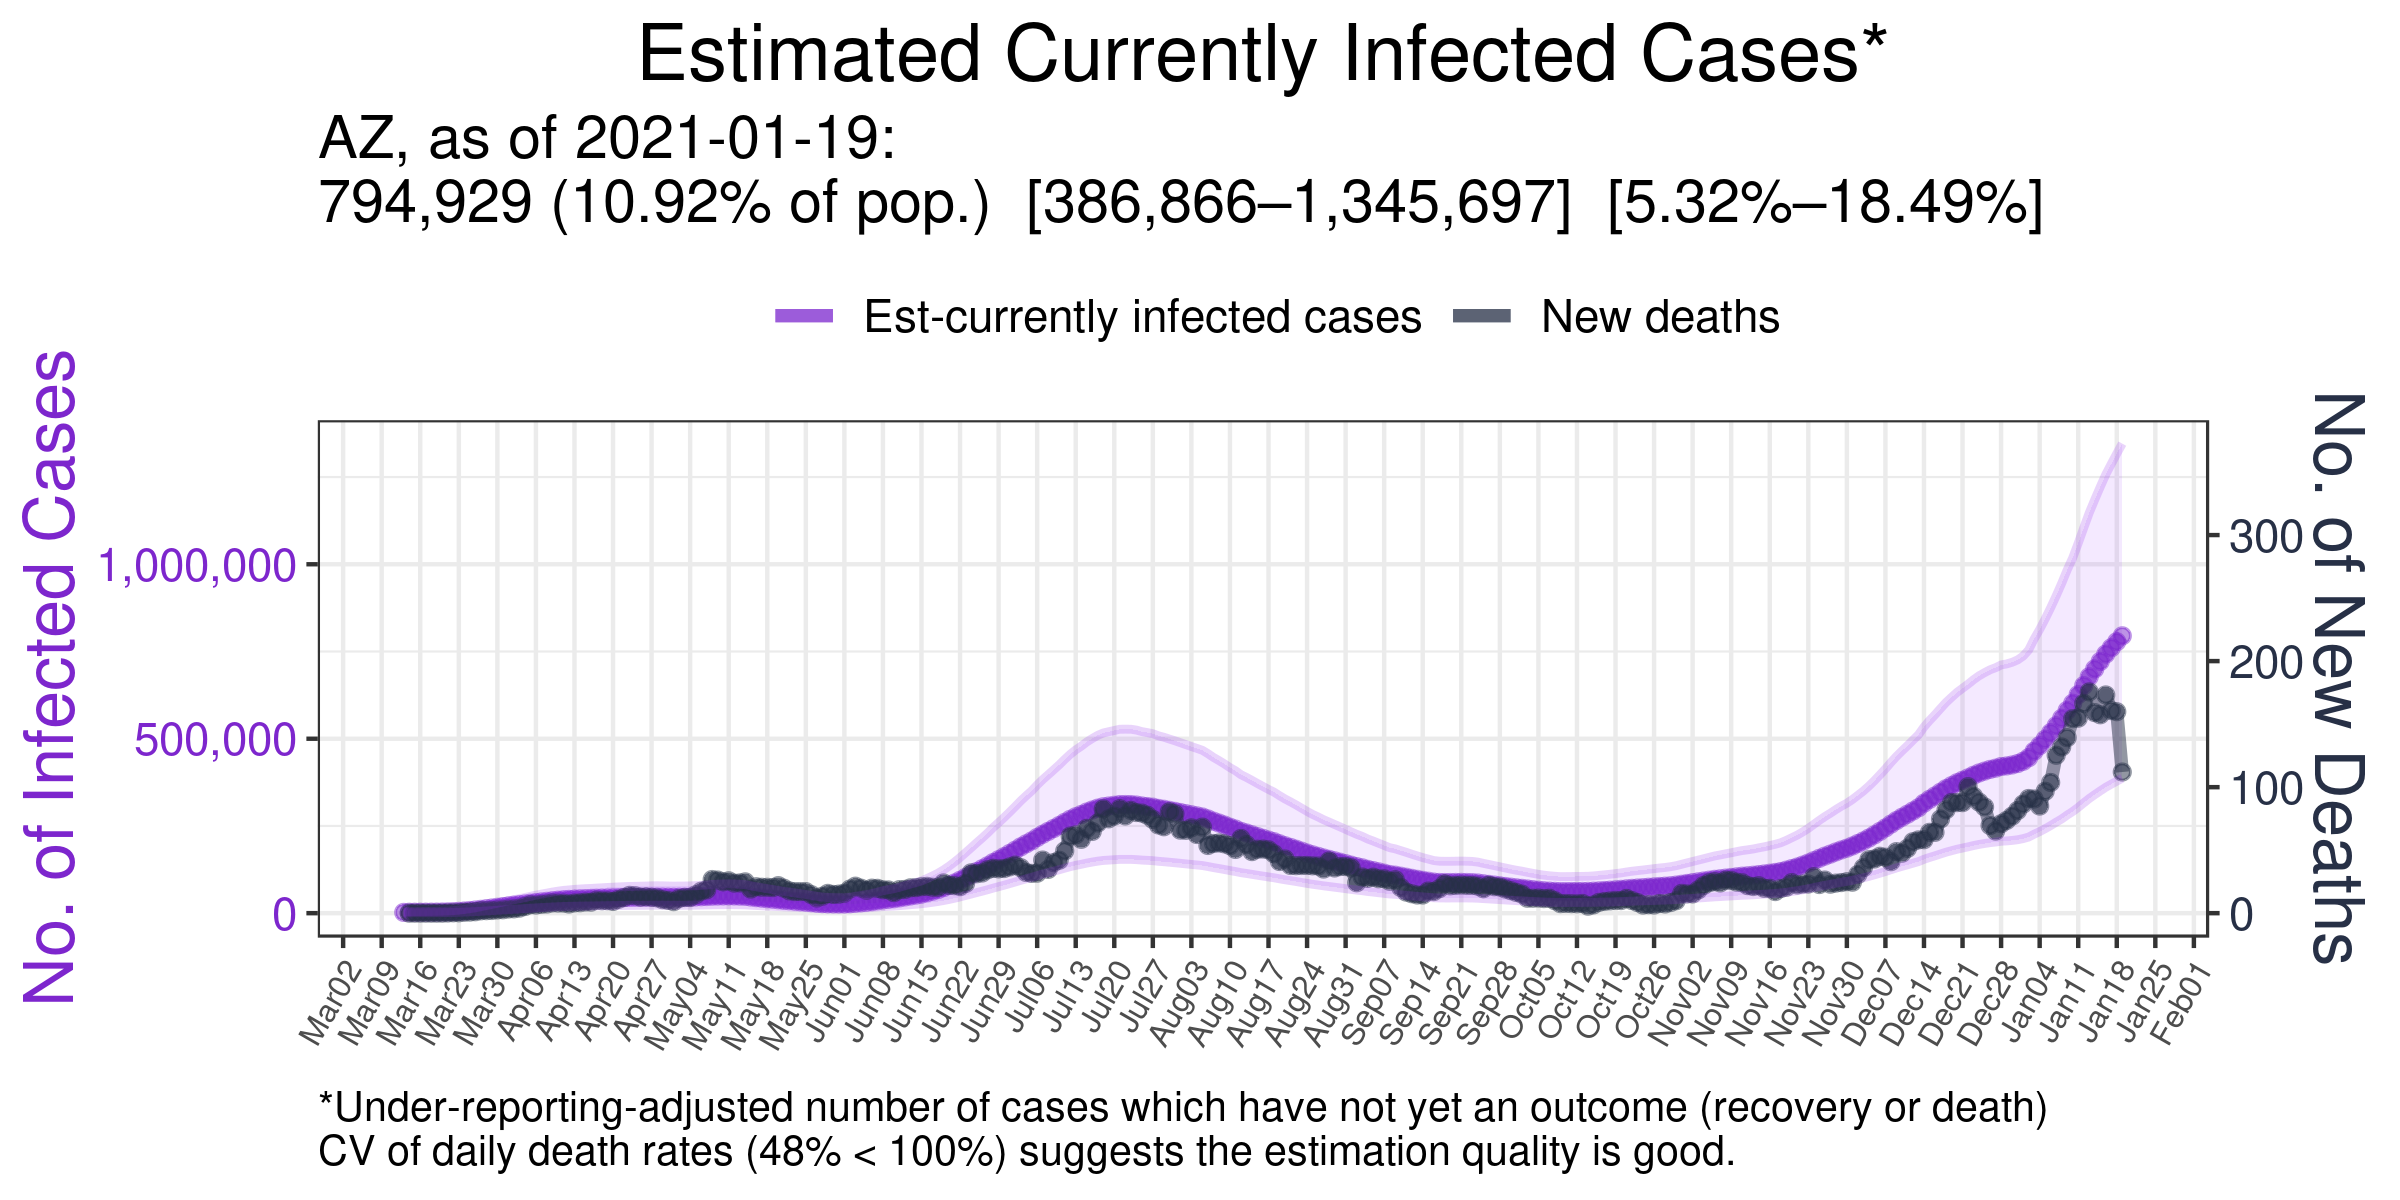 Estimated Currently Infected Cases*
AZ, as of 2021-01-19:
794,929 (10.92% of pop.) [386,866–1,345,697] [5.32%–18.49%]
Est-currently infected cases New deaths
No. of Infected Cases
1,000,000
500,000
0
No. of New Deaths
300
200
100
0
Mar02 Mar09 Mar16 Mar23 Mar30 Apr06 Apr13 Apr20 Apr27 May04 May11 May18 May25 Jun01 Jun08 Jun15 Jun22 Jun29 Jul06 Jul13 Jul20 Jul27 Aug03 Aug10 Aug17 Aug24 Aug31 Sep07 Sep14 Sep21 Sep28 Oct05 Oct12 Oct19 Oct26 Nov02 Nov09 Nov16 Nov23 Nov30 Dec07 Dec14 Dec21 Dec28 Jan04 Jan11 Jan18 Jan25 Feb01
*Under-reporting-adjusted number of cases which have not yet an outcome (recovery or death)
CV of daily death rates (48% < 100%) suggests the estimation quality is good.